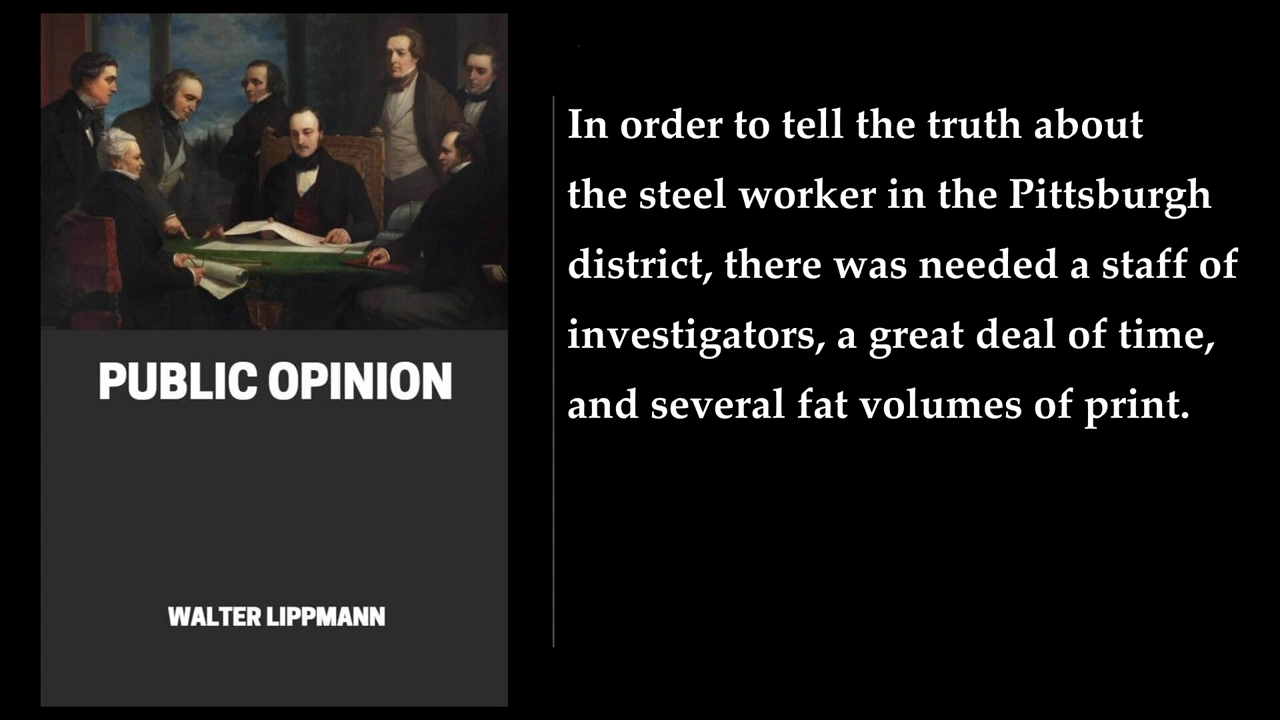 PUBLIC OPINION
WALTER LIPPMANN
In order to tell the truth about
the steel worker in the Pittsburgh
district, there was needed a staff of
investigators, a great deal of time,
and several fat volumes of print.